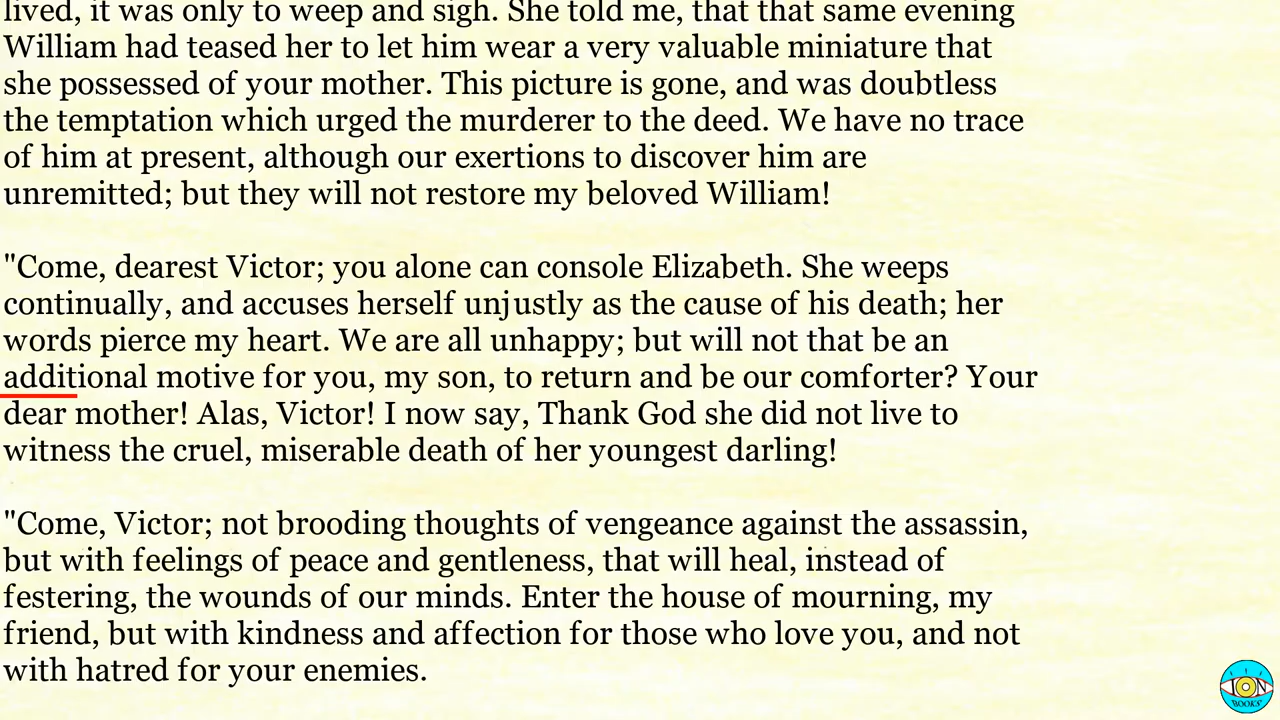 lived, it was only to weep and sigh. She told me, that that same evening
William had teased her to let him wear a very valuable miniature that
she possessed of your mother. This picture is gone, and was doubtless
the temptation which urged the murderer to the deed. We have no trace
of him at present, although our exertions to discover him are
unremitted; but they will not restore my beloved William!
"Come, dearest Victor; you alone can console Elizabeth. She weeps
continually, and accuses herself unjustly as the cause of his death; her
words pierce my heart. We are all unhappy; but will not that be an
additional motive for you, my son, to return and be our comforter? Your
dear mother! Alas, Victor! I now say, Thank God she did not live to
witness the cruel, miserable death of her youngest darling!
"Come, Victor; not brooding thoughts of vengeance against the assassin,
but with feelings of peace and gentleness, that will heal, instead of
festering, the wounds of our minds. Enter the house of mourning, my
friend, but with kindness and affection for those who love you, and not
with hatred for your enemies.
ION
BOOKS